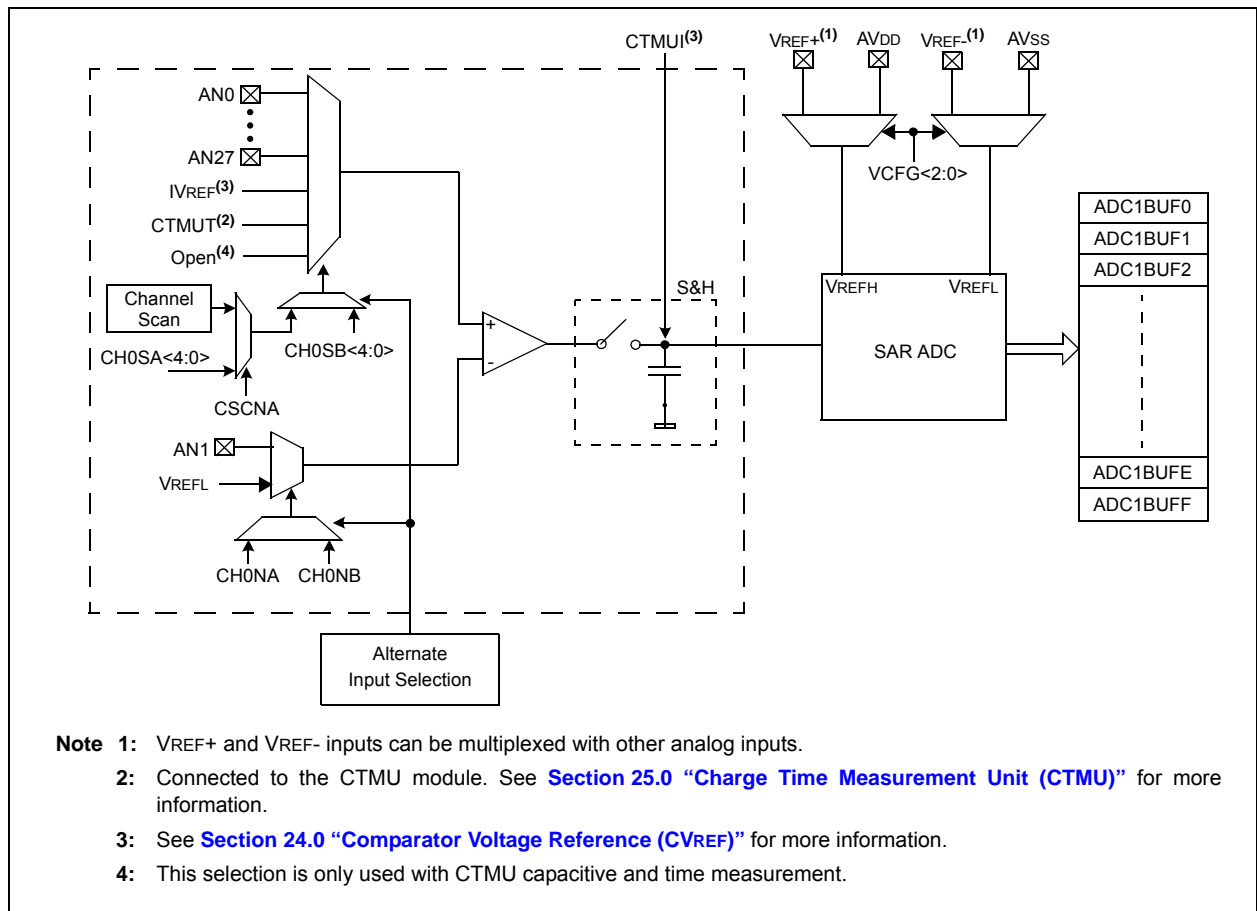 CTMUI(3)
VREF+(1) AVDD VREF-(1) AVSS
AN0
AN27
IVREF(3)
CTMUT(2)
Open(4)
VCFG<2:0>
ADC1BUF0
ADC1BUF1
ADC1BUF2
S&H
VREFH VREFL
Channel
Scan
CH0SA<4:0>
CH0SB<4:0>
+
-
SAR ADC
CSCNA
AN1
VREFL
ADC1BUFE
ADC1BUFF
CH0NA CH0NB
Alternate
Input Selection
Note 1: VREF+ and VREF- inputs can be multiplexed with other analog inputs.
2: Connected to the CTMU module. See Section 25.0 “Charge Time Measurement Unit (CTMU)” for more
information.
3: See Section 24.0 “Comparator Voltage Reference (CVREF)” for more information.
4: This selection is only used with CTMU capacitive and time measurement.